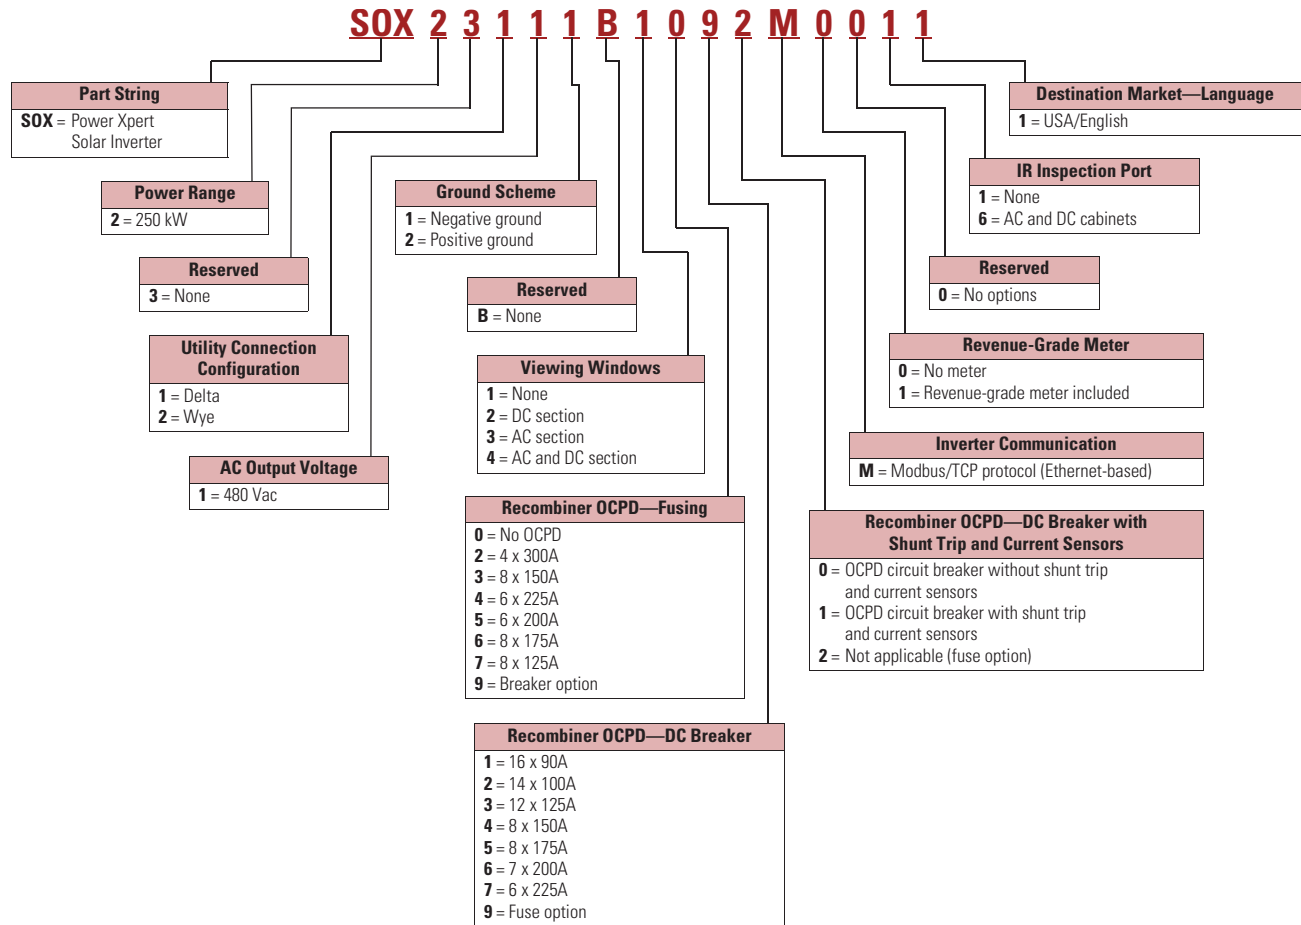 SOX 2 3 1 1 1 B 1 0 9 2 M 0 0 1 1
Part String
SOX = Power Xpert
Solar Inverter
Power Range
2 = 250 kW
Reserved
3 = None
Utility Connection
Configuration
1 = Delta
2 = Wye
AC Output Voltage
1 = 480 Vac
Ground Scheme
1 = Negative ground
2 = Positive ground
Reserved
B = None
Viewing Windows
1 = None
2 = DC section
3 = AC section
4 = AC and DC section
Recombiner OCPD—Fusing
0 = No OCPD
2 = 4 x 300A
3 = 8 x 150A
4 = 6 x 225A
5 = 6 x 200A
6 = 8 x 175A
7 = 8 x 125A
9 = Breaker option
Recombiner OCPD—DC Breaker
1 = 16 x 90A
2 = 14 x 100A
3 = 12 x 125A
4 = 8 x 150A
5 = 8 x 175A
6 = 7 x 200A
7 = 6 x 225A
9 = Fuse option
Destination Market—Language
1 = USA/English
IR Inspection Port
1 = None
6 = AC and DC cabinets
Reserved
0 = No options
Revenue-Grade Meter
0 = No meter
1 = Revenue-grade meter included
Inverter Communication
M = Modbus/TCP protocol (Ethernet-based)
Recombiner OCPD—DC Breaker with
Shunt Trip and Current Sensors
0 = OCPD circuit breaker without shunt trip
and current sensors
1 = OCPD circuit breaker with shunt trip
and current sensors
2 = Not applicable (fuse option)